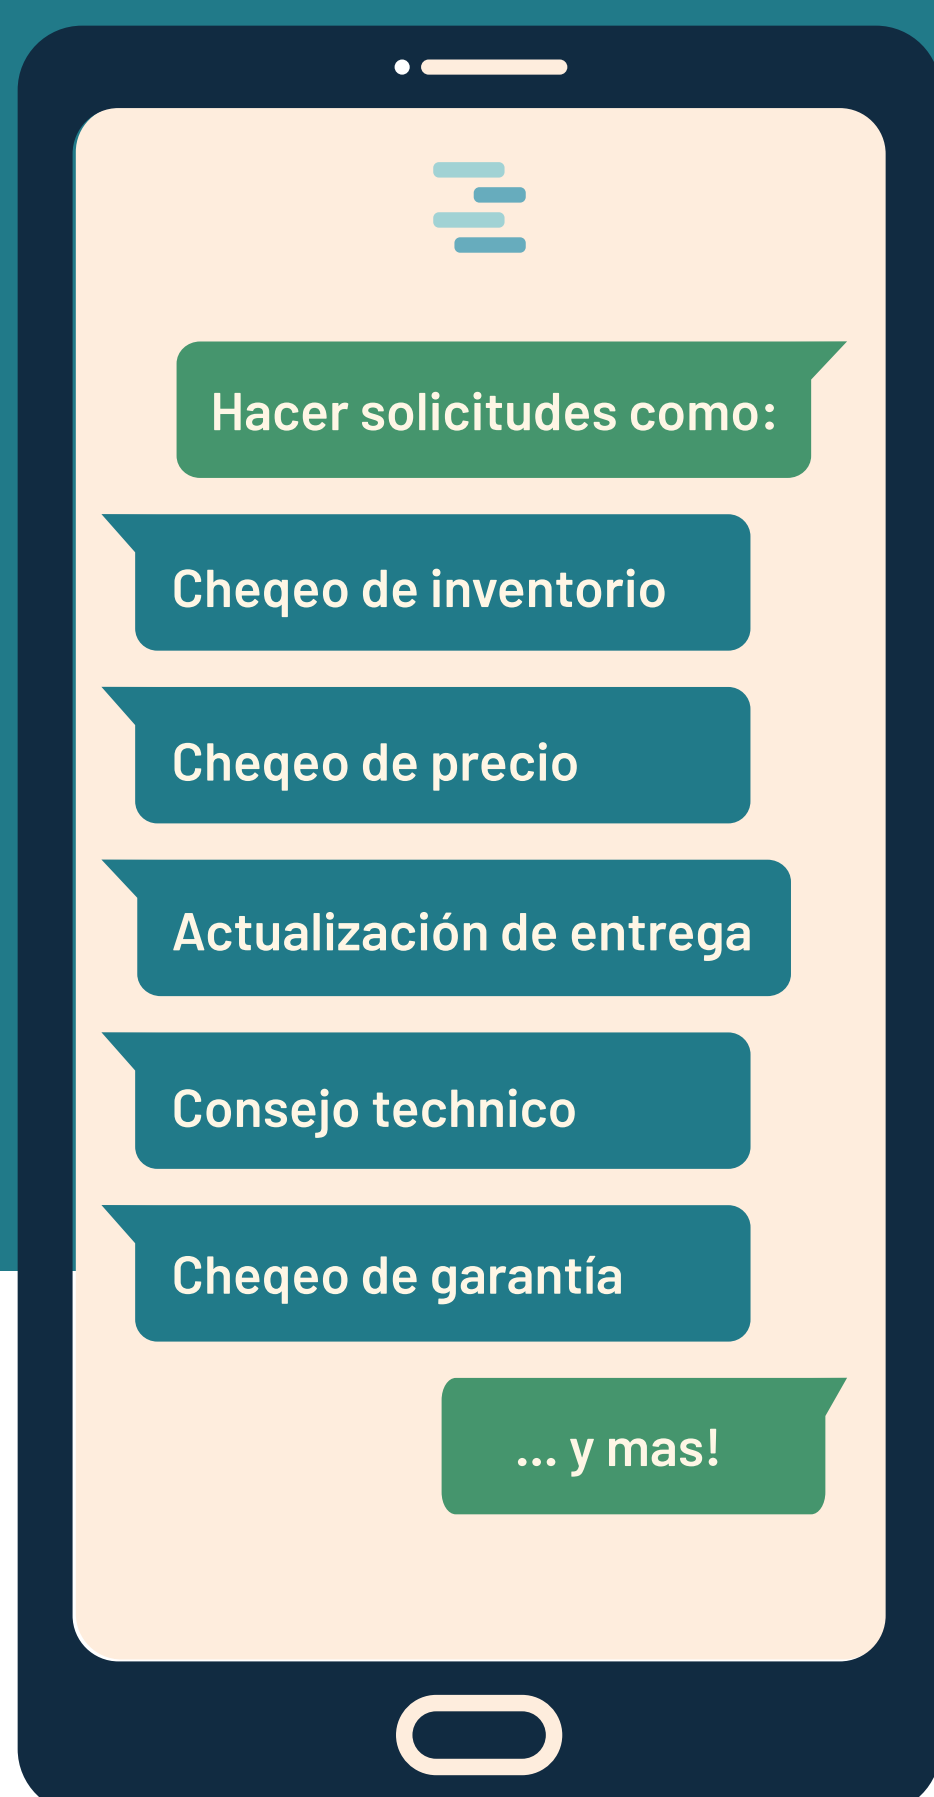 Hacer solicitudes como:
Cheqeo de inventorio
Cheqeo de precio
Actualización de entrega
Consejo technico
Cheqeo de garantía
... y mas!